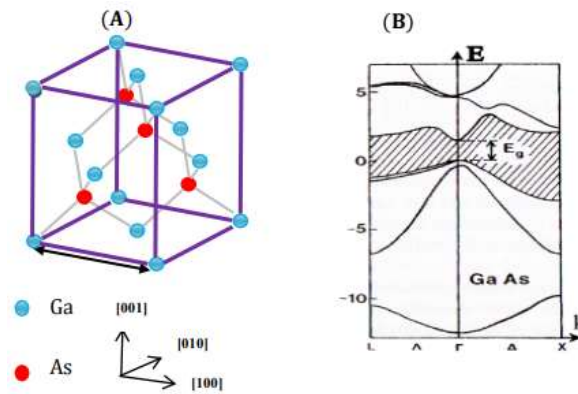 (A)
Ga
As
[001]
[010]
[100]
(B)
E
5
0
-5
-10
E g
Ga As
L Λ Γ Δ X
k